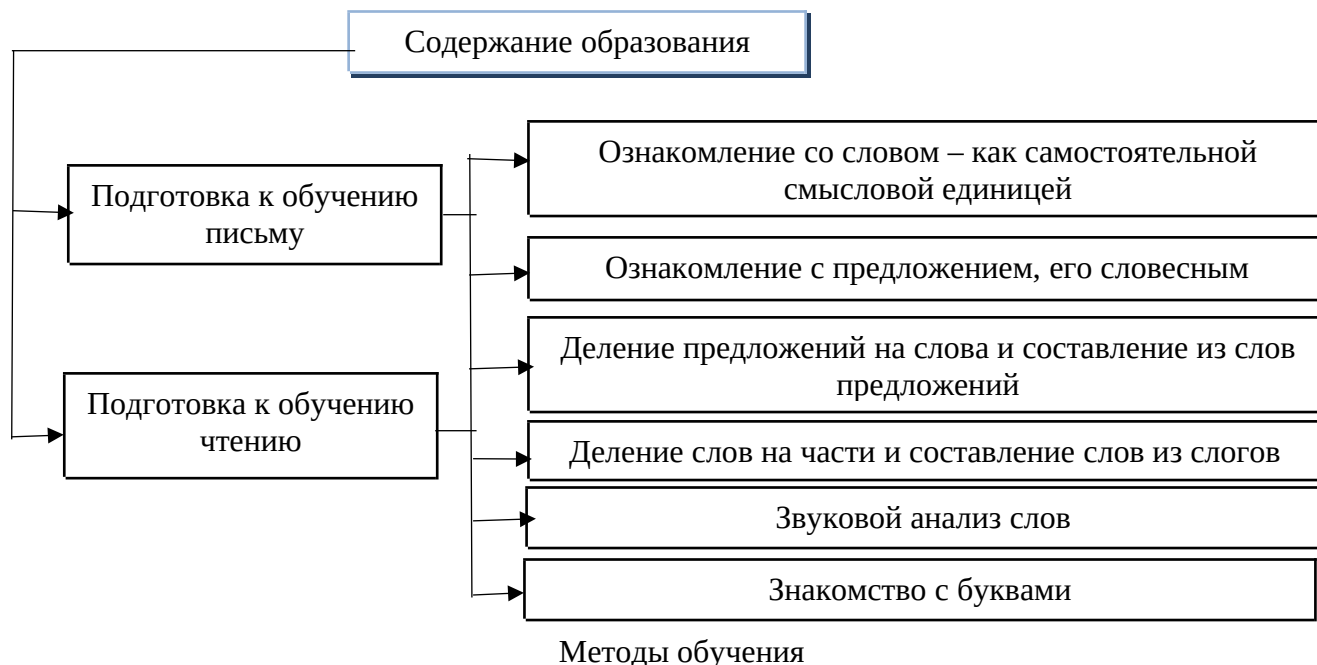 Содержание образования
Подготовка к обучению
письму
Подготовка к обучению
чтению
Ознакомление со словом – как самостоятельной
смысловой единицей
Ознакомление с предложением, его словесным
Деление предложений на слова и составление из слов
предложений
Деление слов на части и составление слов из слогов
Звуковой анализ слов
Знакомство с буквами
Методы обучения